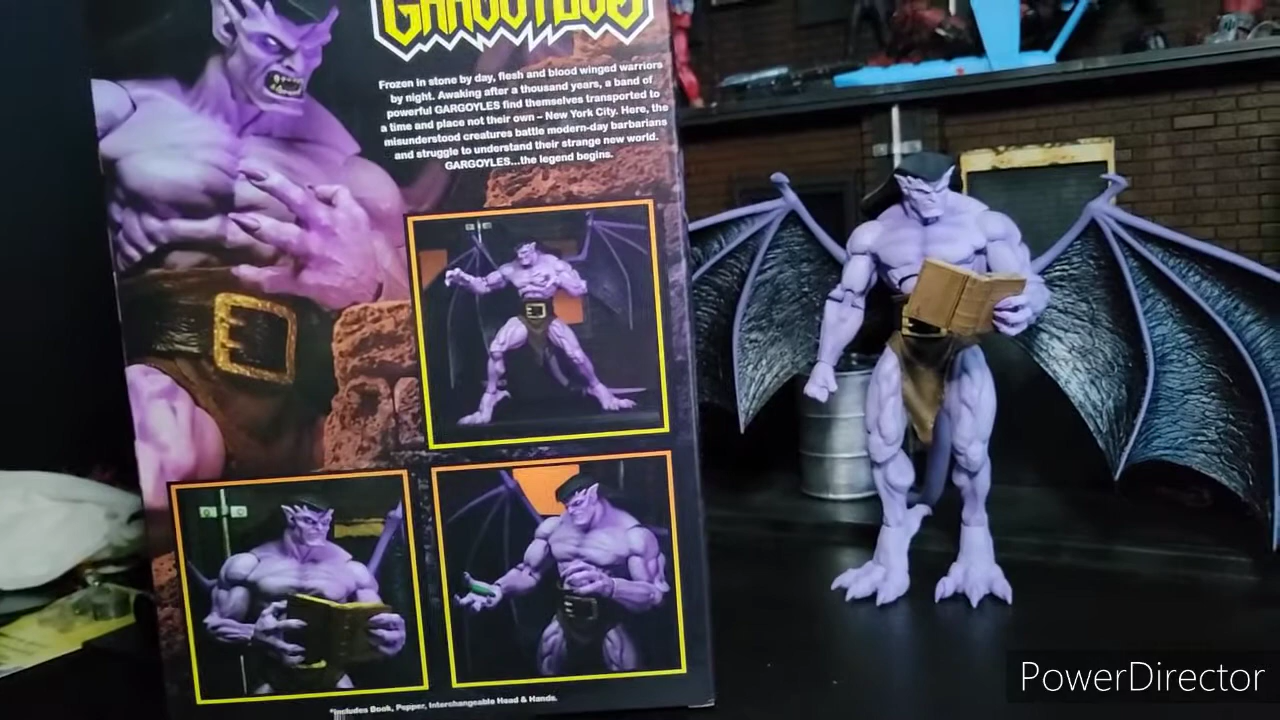 GARGOYLES
Frozen in stone by day, flesh and blood winged warriors
by night. Awaking after a thousand years, a band of
powerful GARGOYLES find themselves transported to
a time and place not their own – New York City. Here, the
misunderstood creatures battle modern-day barbarians
and struggle to understand their strange new world.
GARGOYLES...the legend begins.
*Includes Book, Pepper, Interchangeable Head & Hands.
PowerDirector